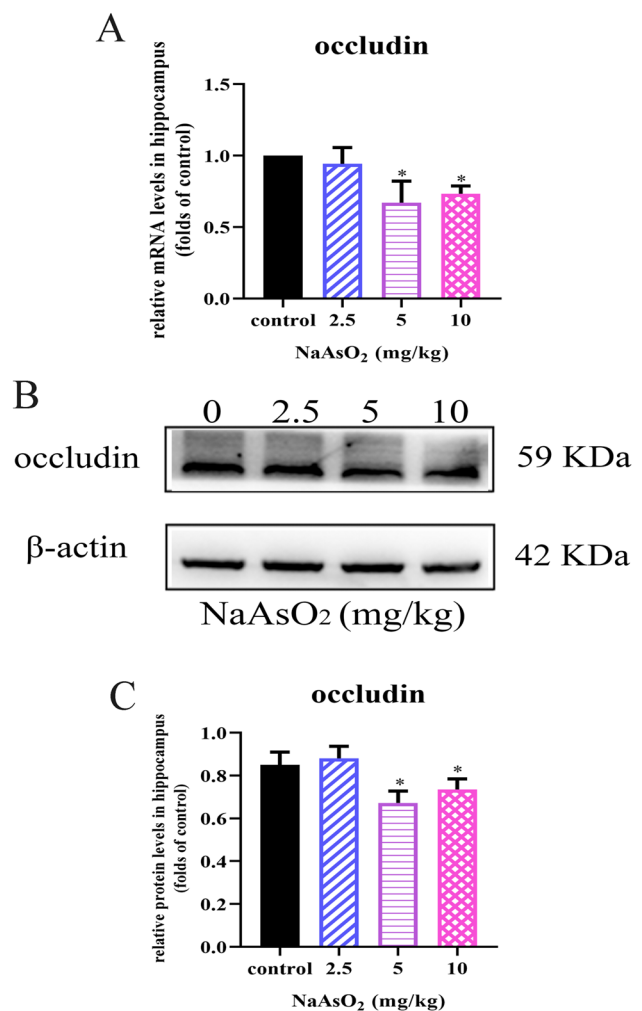 A
occludin
relative mRNA levels in hippocampus
(folds of control)
1.5
1.0
0.5
0.0
*
*
control 2.5 5 10
NaAsO₂ (mg/kg)
B
0 2.5 5 10
occludin 59 KDa
β-actin 42 KDa
NaAsO₂ (mg/kg)
C
occludin
relative protein levels in hippocampus
(folds of control)
1.0
0.8
0.6
0.4
0.2
0.0
*
*
control 2.5 5 10
NaAsO₂ (mg/kg)